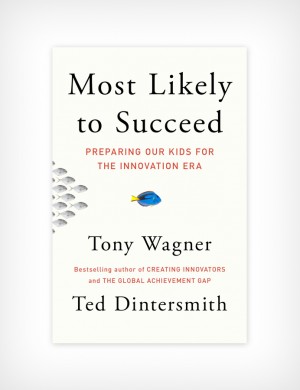 Most Likely
to Succeed
PREPARING OUR KIDS FOR
THE INNOVATION ERA
Tony Wagner
Bestselling author of CREATING INNOVATORS
and THE GLOBAL ACHIEVEMENT GAP
Ted Dintersmith